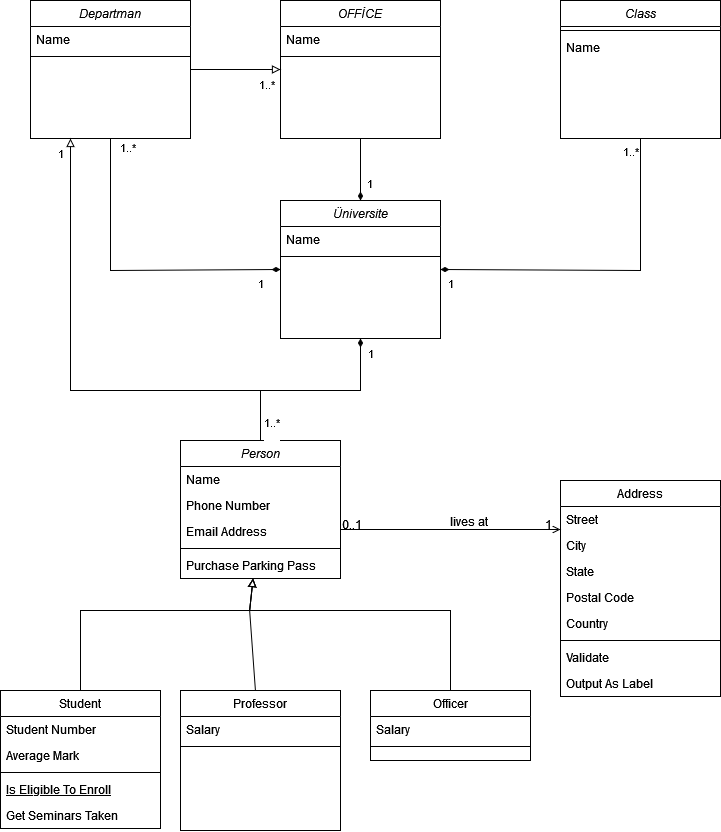 Departman
Name
OFFİCE
Name
Class
Name
1..*
1
1..*
1..*
1
Üniversite
Name
1
1
1
1..*
Person
Name
Phone Number
Email Address
Purchase Parking Pass
0..1
lives at
1
Address
Street
City
State
Postal Code
Country
Validate
Output As Label
Student
Student Number
Average Mark
Is Eligible To Enroll
Get Seminars Taken
Professor
Salary
Officer
Salary